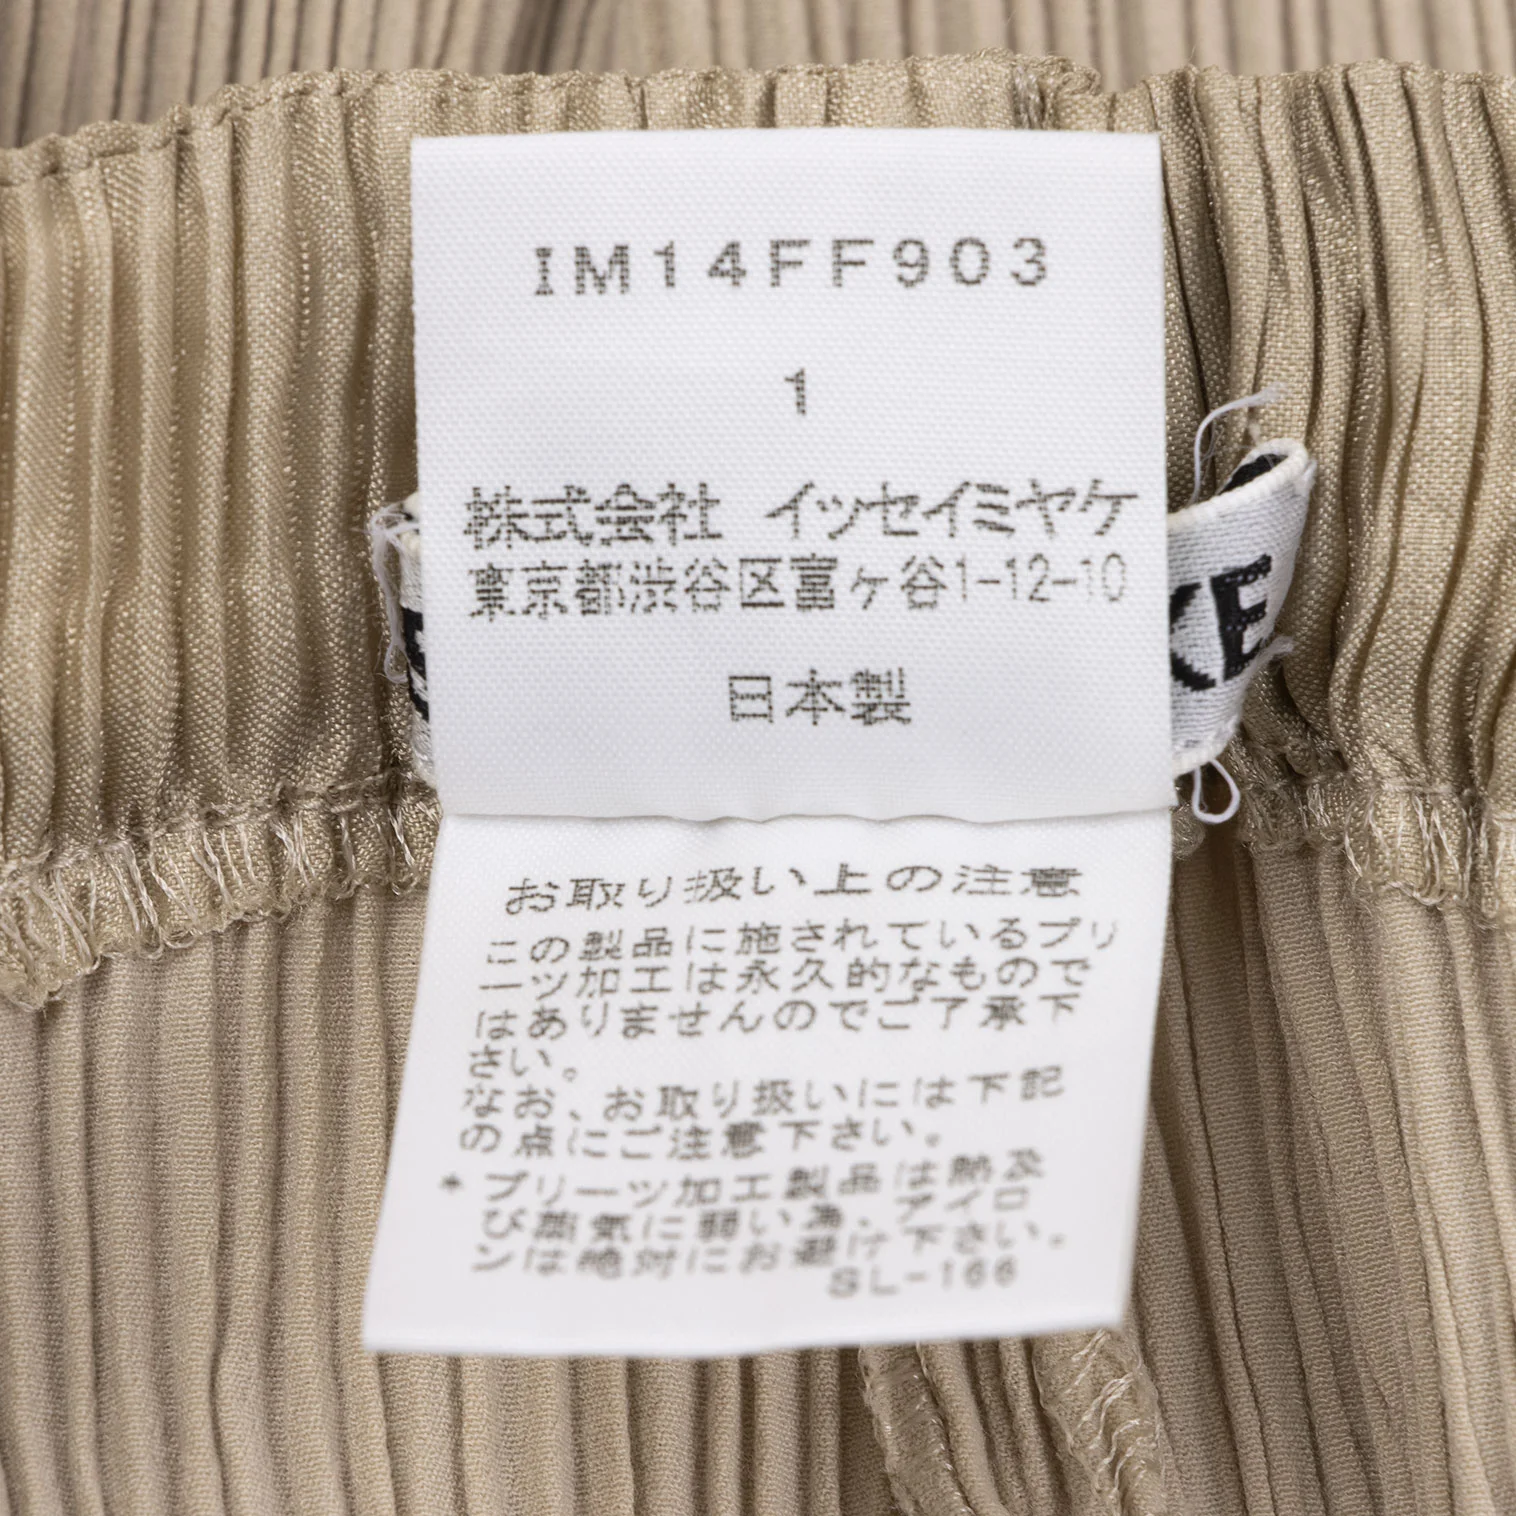 IM14FF903
1
株式会社 イッセイミヤケ
東京都渋谷区富ヶ谷1-12-10
日本製
KE
お取り扱い上の注意
この製品に施されているプリ
ーツ加工は永久的なもので
はありませんのでご了承下
さい。
なお、お取り扱いには下記
の点にご注意下さい。
* プリーツ加工製品は熱及
び蒸気に弱い為、アイロ
ンは絶対にお避け下さい。
SL-166